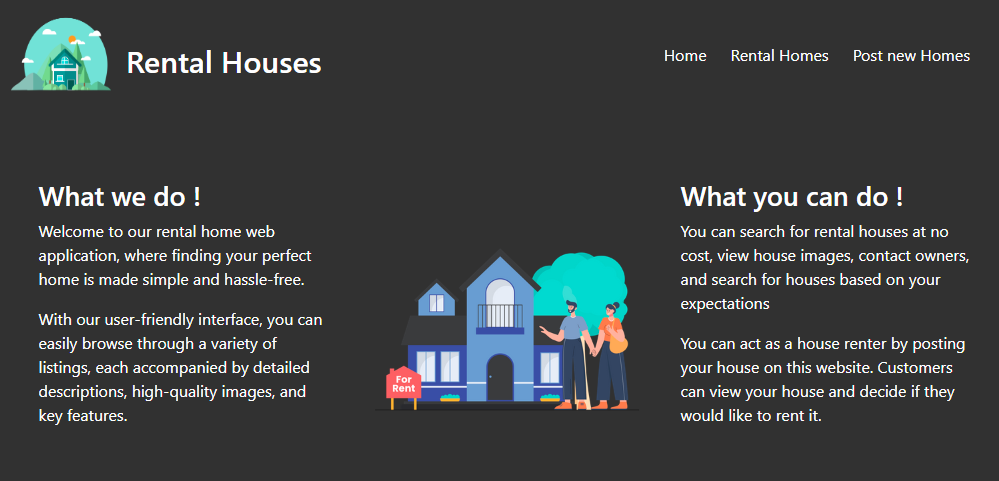 Rental Houses
Home
Rental Homes
Post new Homes
What we do !
Welcome to our rental home web
application, where finding your perfect
home is made simple and hassle-free.
With our user-friendly interface, you can
easily browse through a variety of
listings, each accompanied by detailed
descriptions, high-quality images, and
key features.
For
Rent
What you can do !
You can search for rental houses at no
cost, view house images, contact owners,
and search for houses based on your
expectations
You can act as a house renter by posting
your house on this website. Customers
can view your house and decide if they
would like to rent it.